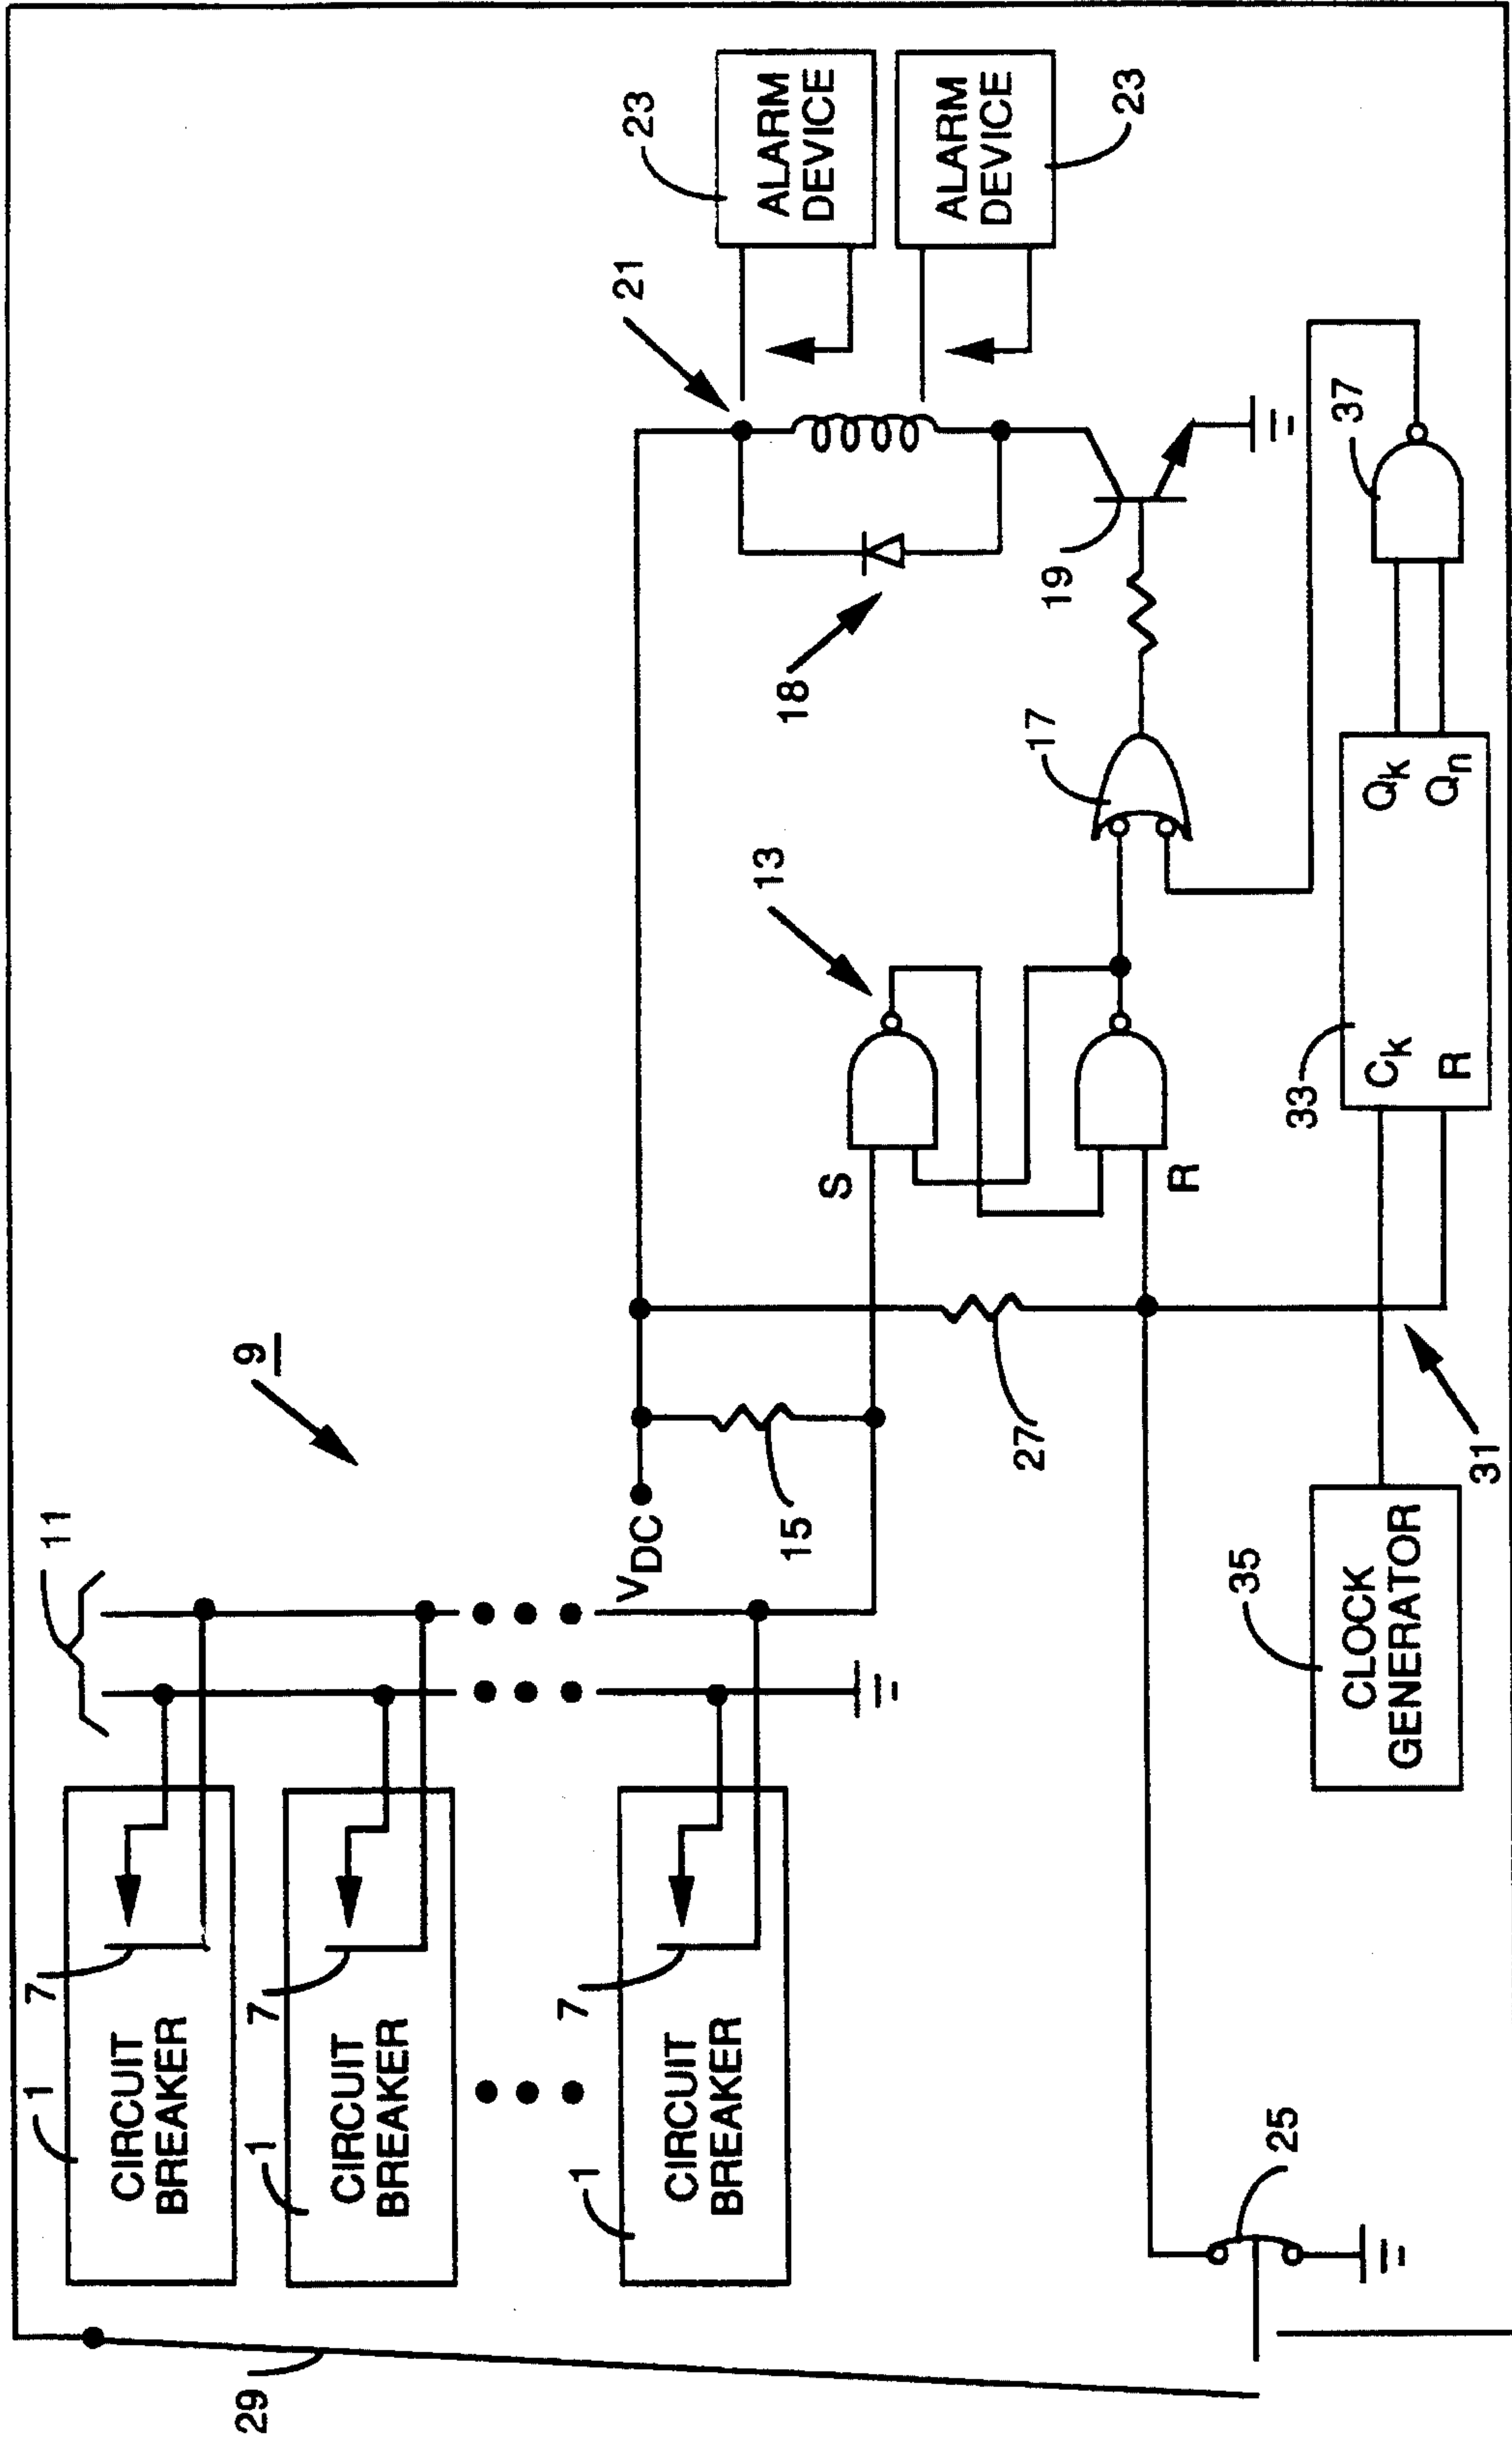 11
9
1
7
CIRCUIT
BREAKER
1
7
CIRCUIT
BREAKER
1
7
CIRCUIT
BREAKER
29
25
VDC
15
27
S
R
13
17
18
19
21
23
ALARM
DEVICE
23
ALARM
DEVICE
35
CLOCK
GENERATOR
31
33
Ck
R
Qk
Qn
37